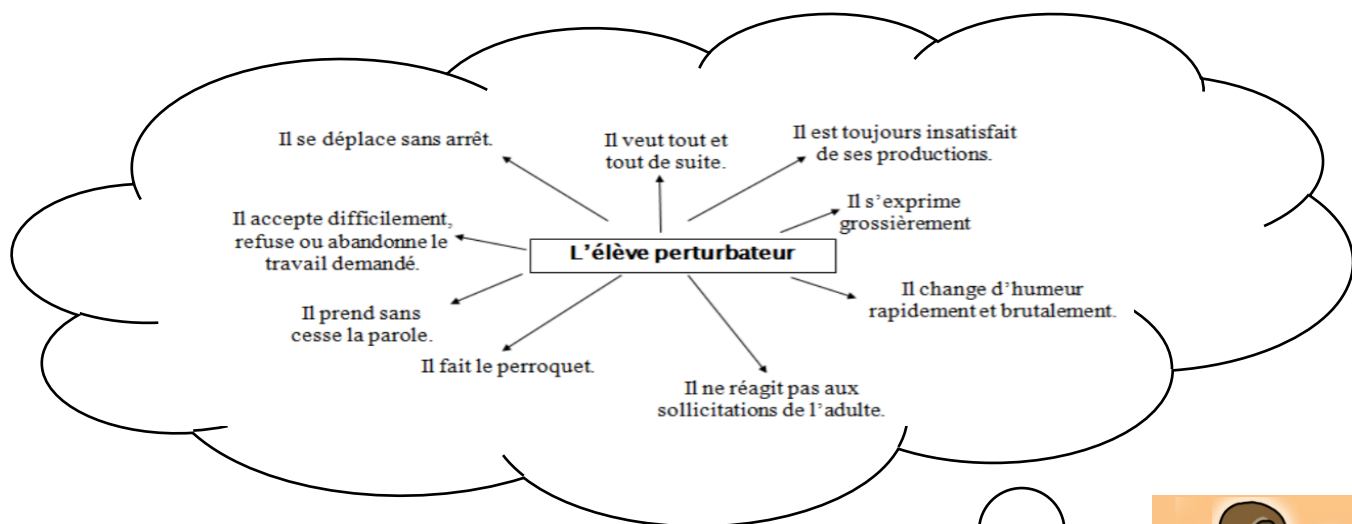 Il se déplace sans arrêt.
Il veut tout et
tout de suite.
Il est toujours insatisfait
de ses productions.
Il accepte difficilement,
refuse ou abandonne le
travail demandé.
Il s'exprime
grossièrement
L'élève perturbateur
Il prend sans
cesse la parole.
Il change d'humeur
rapidement et brutalement.
Il fait le perroquet.
Il ne réagit pas aux
sollicitations de l'adulte.